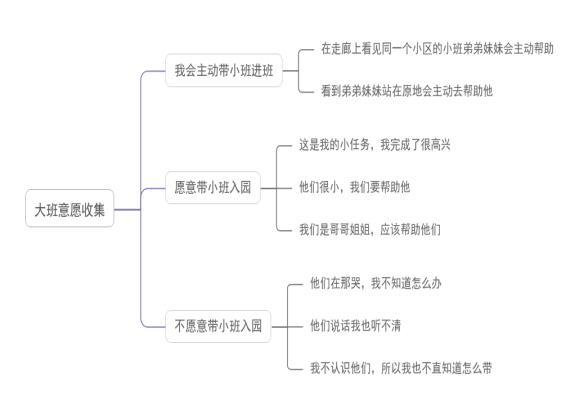 大班意愿收集
我会主动带小班进班
在走廊上看见同一个小区的小班弟弟妹妹会主动帮助
看到弟弟妹妹站在原地会主动去帮助他
愿意带小班入园
这是我的小任务，我完成了很高兴
他们很小，我们要帮助他
我们是哥哥姐姐，应该帮助他们
不愿意带小班入园
他们在那哭，我不知道怎么办
他们说话我也听不清
我不认识他们，所以我也不直知道怎么带